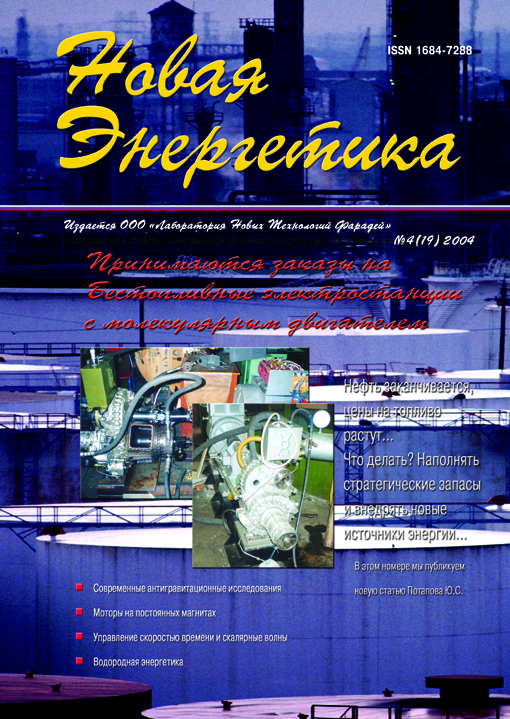 ISSN 1684-7288
Новая
Энергетика
Издается ООО «Лаборатория Новых Технологий Фарадей»
№4(19) 2004
Принимаются заказы на
Бестопливные электростанции
с молекулярным двигателем
Нефть заканчивается,
цены на топливо
растут...
Что делать? Наполнять
стратегические запасы
и внедрять новые
источники энергии...
В этом номере мы публикуем
новую статью Потапова Ю.С.
Современные антигравитационные исследования
Моторы на постоянных магнитах
Управление скоростью времени и скалярные волны
Водородная энергетика